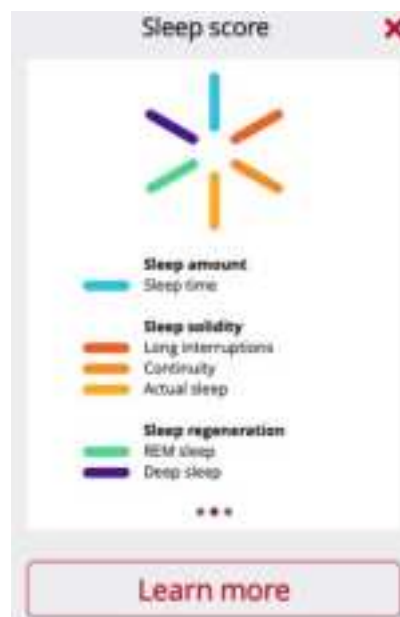 Sleep score
Sleep amount
Sleep time
Sleep solidity
Long interruptions
Continuity
Actual sleep
Sleep regeneration
REM sleep
Deep sleep
Learn more